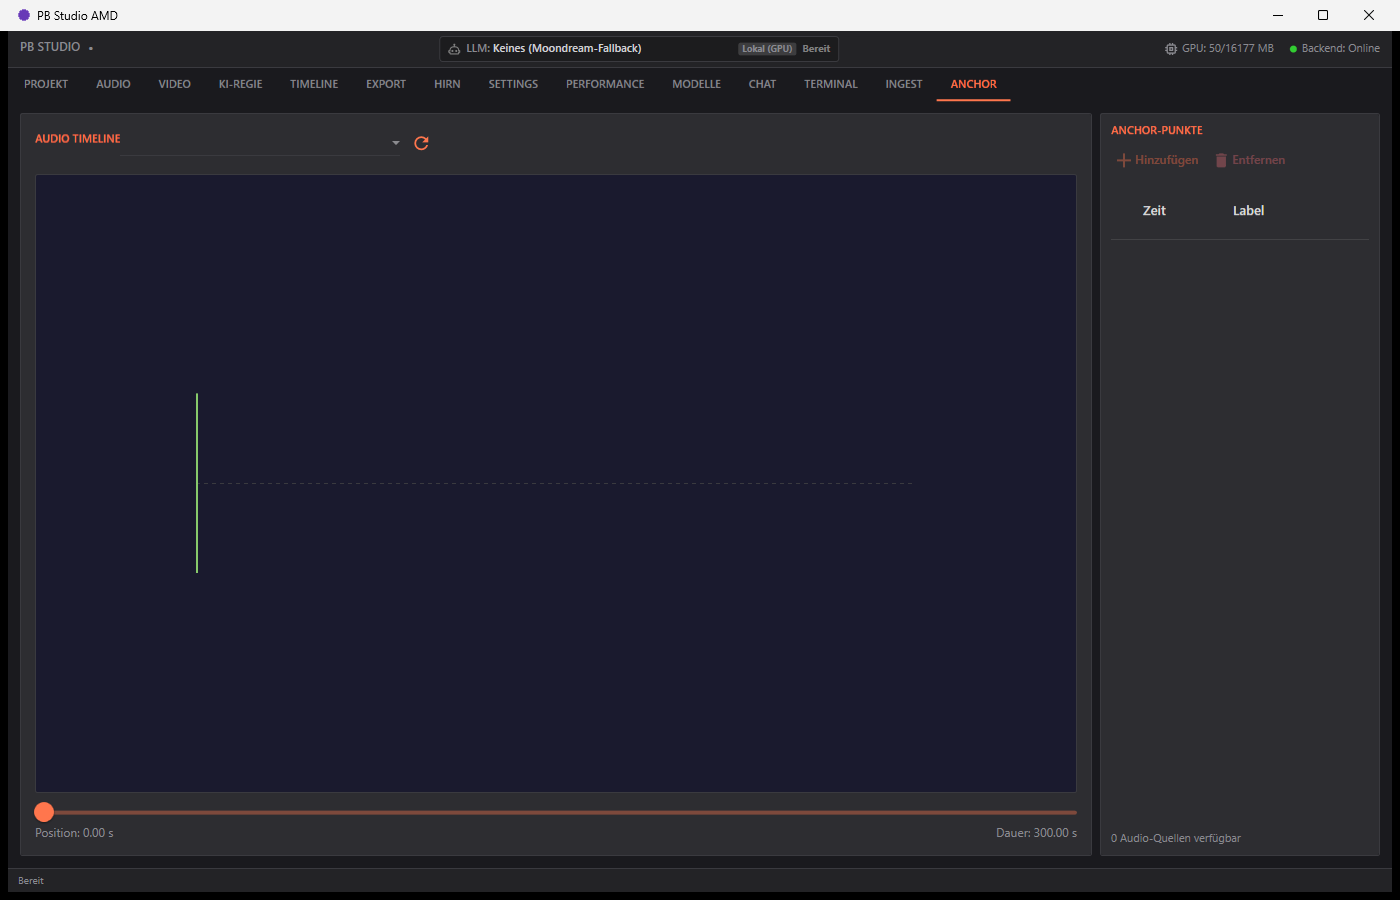 PB Studio AMD
PB STUDIO
LLM: Keines (Moondream-Fallback) Lokal (GPU) Bereit
GPU: 50/16177 MB
Backend: Online
PROJEKT AUDIO VIDEO KI-REGIE TIMELINE EXPORT HIRN SETTINGS PERFORMANCE MODELLE CHAT TERMINAL INGEST ANCHOR
AUDIO TIMELINE
Position: 0.00 s
Dauer: 300.00 s
ANCHOR-PUNKTE
Hinzufügen Entfernen
Zeit Label
0 Audio-Quellen verfügbar
Bereit